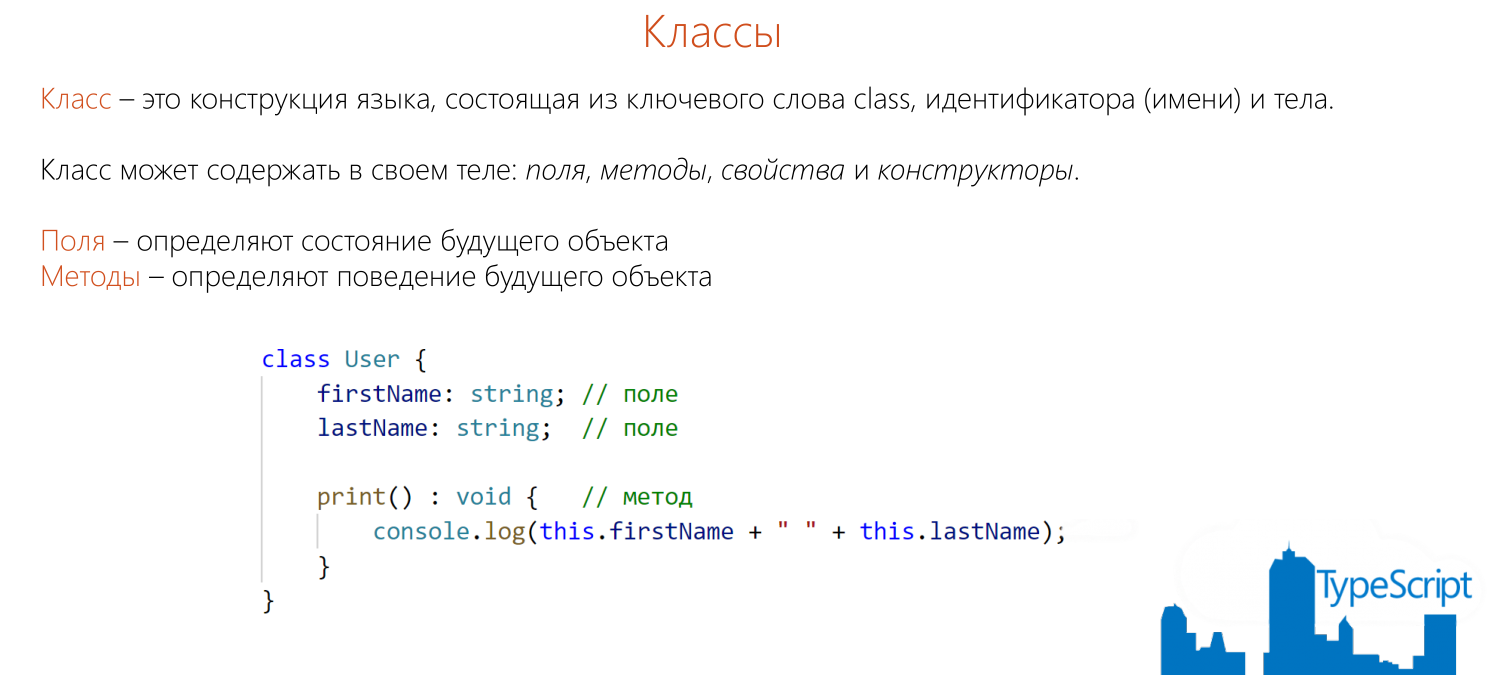 Классы
Класс – это конструкция языка, состоящая из ключевого слова class, идентификатора (имени) и тела.
Класс может содержать в своем теле: поля, методы, свойства и конструкторы.
Поля – определяют состояние будущего объекта
Методы – определяют поведение будущего объекта
class User {
firstName: string; // поле
lastName: string;  // поле
print() : void {   // метод
console.log(this.firstName + " " + this.lastName);
}
}
TypeScript